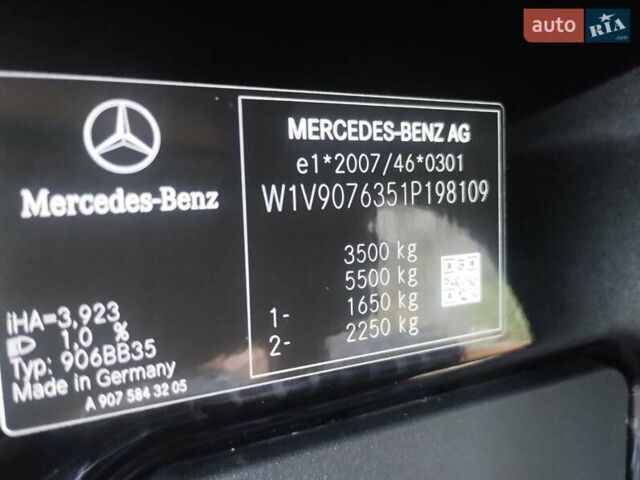 auto RIA.com
Mercedes-Benz
MERCEDES-BENZ AG
e1*2007/46*0301
W1V9076351P198109
3500 kg
5500 kg
1- 1650 kg
2- 2250 kg
iHA=3,923
1,0 %
Typ: 906BB35
Made in Germany
A 907 584 32 05